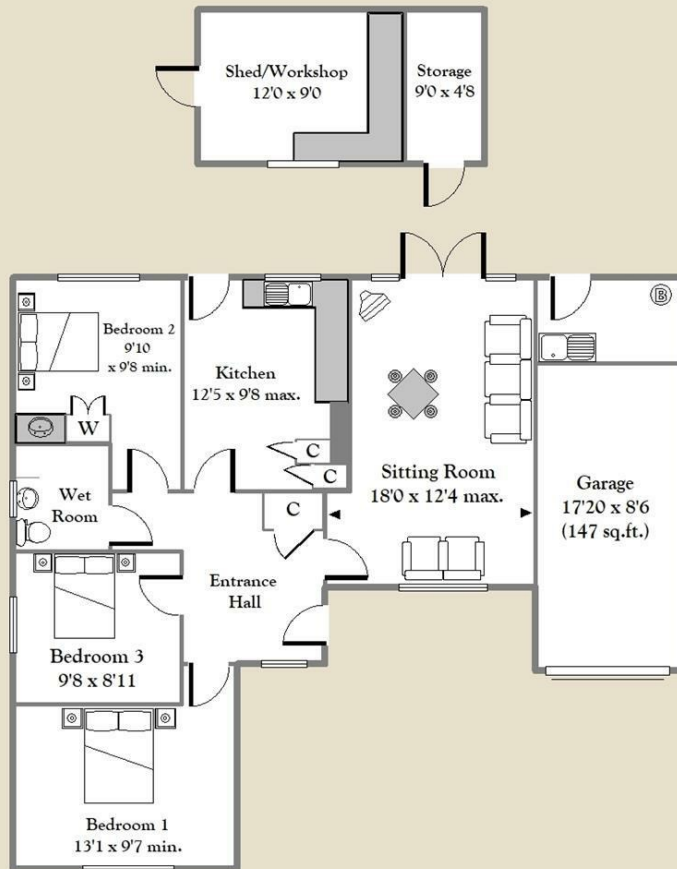 Shed/Workshop
12'0 x 9'0
Storage
9'0 x 4'8
Bedroom 2
9'10
x 9'8 min.
W
Kitchen
12'5 x 9'8 max.
C
C
Sitting Room
18'0 x 12'4 max.
B
Garage
17'20 x 8'6
(147 sq.ft.)
Wet
Room
C
Entrance
Hall
Bedroom 3
9'8 x 8'11
Bedroom 1
13'1 x 9'7 min.